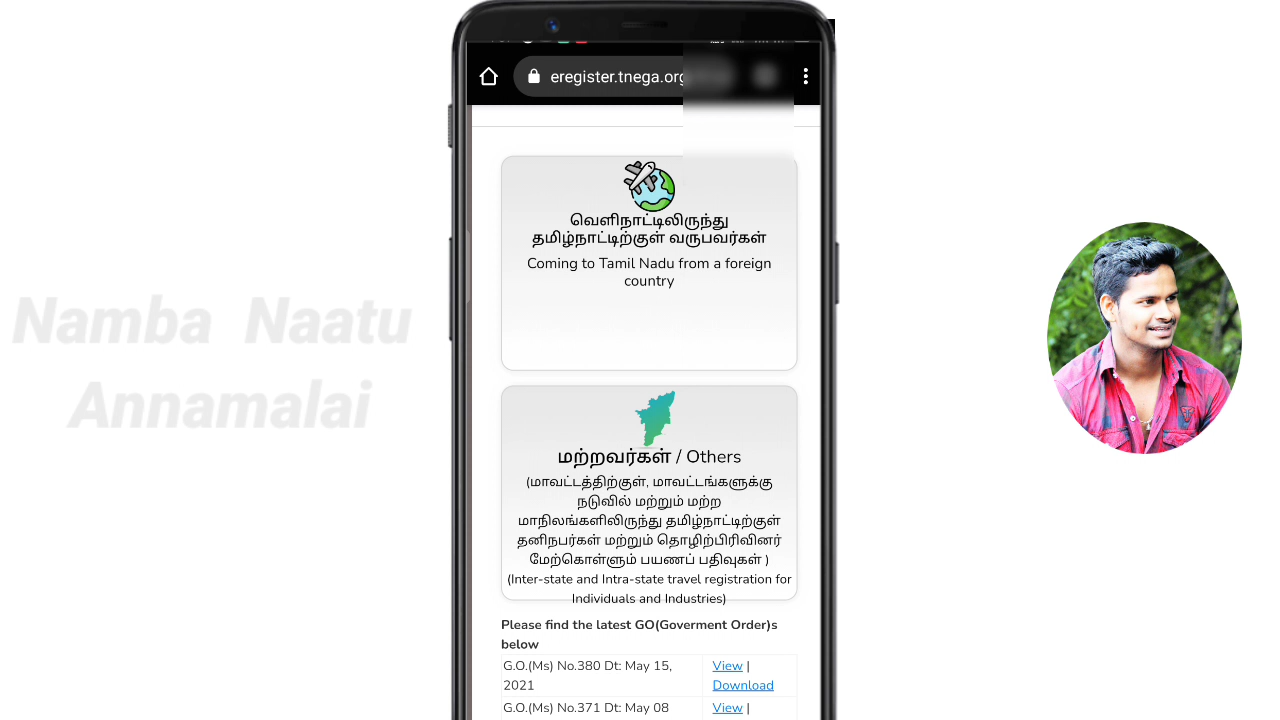 Namba Naatu
Annamalai
eregister.tnega.org
வெளிநாட்டிலிருந்து
தமிழ்நாட்டிற்குள் வருபவர்கள்
Coming to Tamil Nadu from a foreign
country
மற்றவர்கள் / Others
(மாவட்டத்திற்குள், மாவட்டங்களுக்கு
நடுவில் மற்றும் மற்ற
மாநிலங்களிலிருந்து தமிழ்நாட்டிற்குள்
தனிநபர்கள் மற்றும் தொழிற்பிரிவினர்
மேற்கொள்ளும் பயணப் பதிவுகள் )
(Inter-state and Intra-state travel registration for
Individuals and Industries)
Please find the latest GO(Goverment Order)s
below
G.O.(Ms) No.380 Dt: May 15, View |
2021 Download
G.O.(Ms) No.371 Dt: May 08 View |